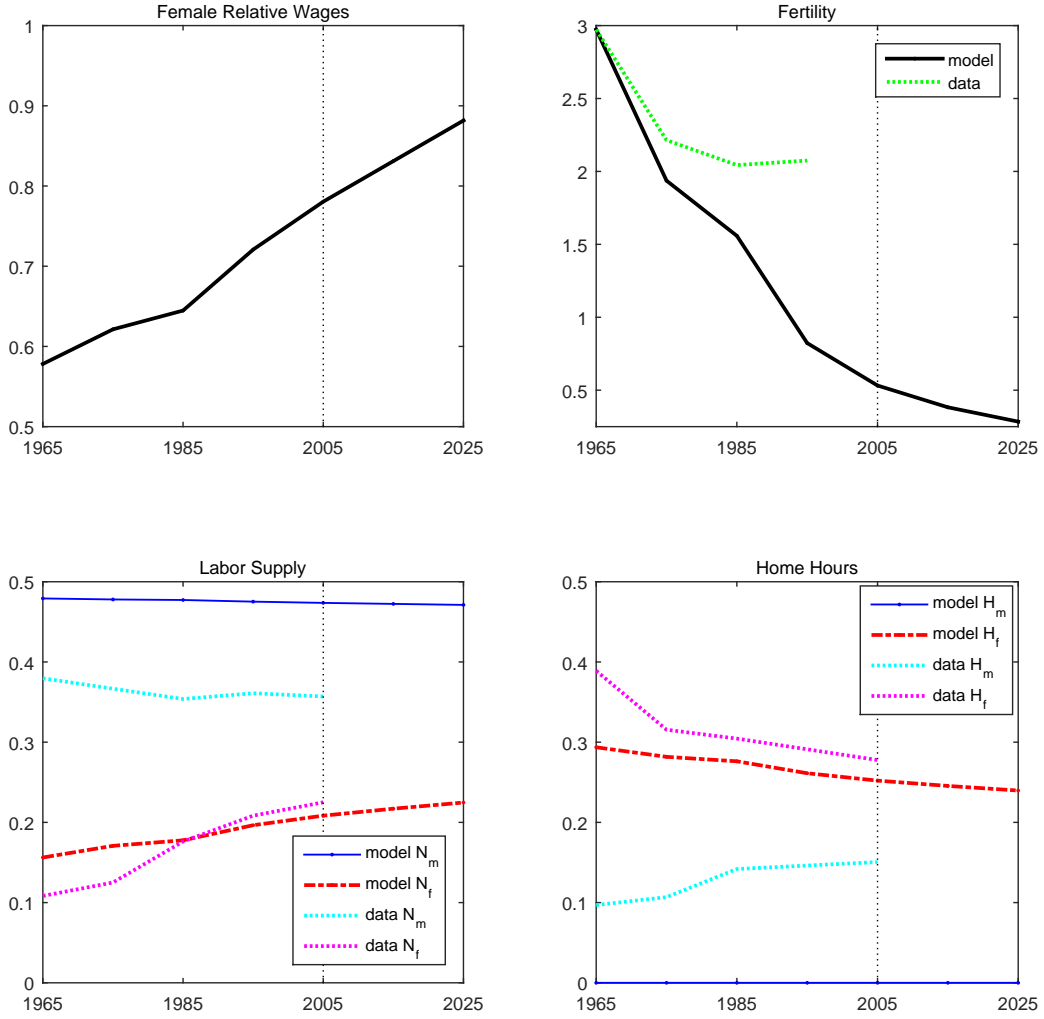 Female Relative Wages
1
0.9
0.8
0.7
0.6
0.5
1965 1985 2005 2025
Fertility
3
2.5
2
1.5
1
0.5
1965 1985 2005 2025
model
data
Labor Supply
0.5
0.4
0.3
0.2
0.1
0
1965 1985 2005 2025
model N_m
model N_f
data N_m
data N_f
Home Hours
0.5
0.4
0.3
0.2
0.1
0
1965 1985 2005 2025
model H_m
model H_f
data H_m
data H_f